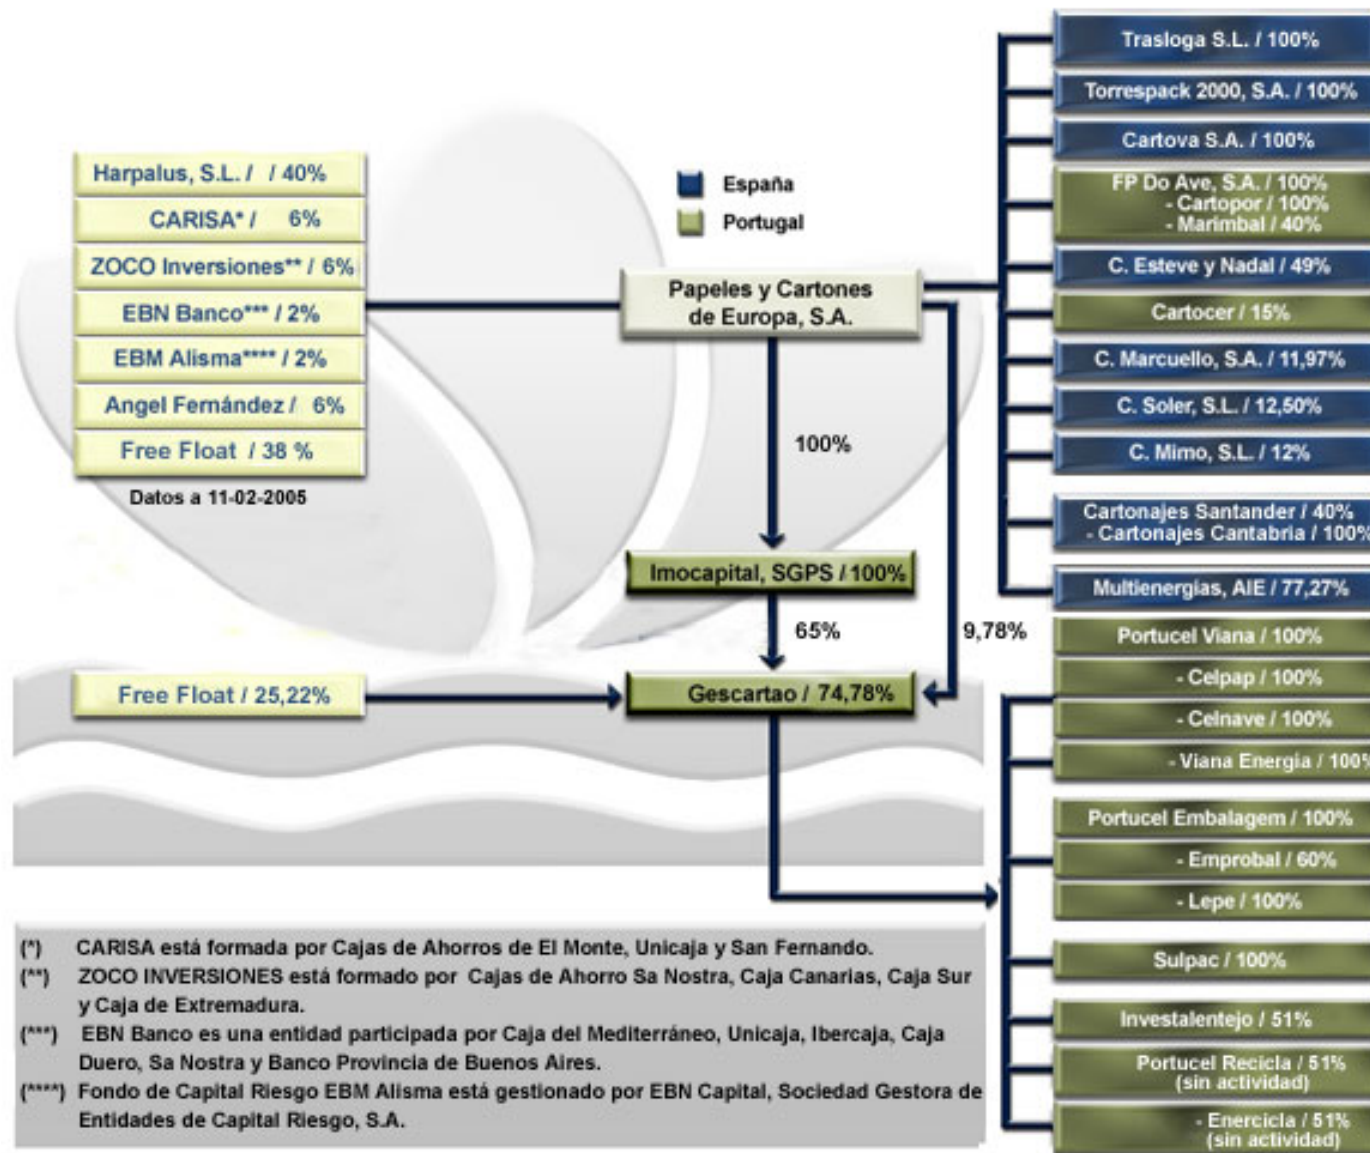 Harpalus, S.L. / / 40%
CARISA* / 6%
ZOCO Inversiones** / 6%
EBN Banco*** / 2%
EBM Alisma**** / 2%
Angel Fernández / 6%
Free Float / 38 %
Datos a 11-02-2005
España
Portugal
Papeles y Cartones
de Europa, S.A.
100%
Imocapital, SGPS / 100%
65%
9,78%
Free Float / 25,22%
Gescartao / 74,78%
Trasloga S.L. / 100%
Torrespack 2000, S.A. / 100%
Cartova S.A. / 100%
FP Do Ave, S.A. / 100%
- Cartopor / 100%
- Marimbal / 40%
C. Esteve y Nadal / 49%
Cartocer / 15%
C. Marcuello, S.A. / 11,97%
C. Soler, S.L. / 12,50%
C. Mimo, S.L. / 12%
Cartonajes Santander / 40%
- Cartonajes Cantabria / 100%
Multienergías, AIE / 77,27%
Portucel Viana / 100%
- Celpap / 100%
- Celnave / 100%
- Viana Energia / 100%
Portucel Embalagem / 100%
- Emprobal / 60%
- Lepe / 100%
Sulpac / 100%
Investalentejo / 51%
Portucel Recicla / 51%
(sin actividad)
- Enercicla / 51%
(sin actividad)
(*) CARISA está formada por Cajas de Ahorros de El Monte, Unicaja y San Fernando.
(**) ZOCO INVERSIONES está formado por Cajas de Ahorro Sa Nostra, Caja Canarias, Caja Sur
y Caja de Extremadura.
(***) EBN Banco es una entidad participada por Caja del Mediterráneo, Unicaja, Ibercaja, Caja
Duero, Sa Nostra y Banco Provincia de Buenos Aires.
(****) Fondo de Capital Riesgo EBM Alisma está gestionado por EBN Capital, Sociedad Gestora de
Entidades de Capital Riesgo, S.A.